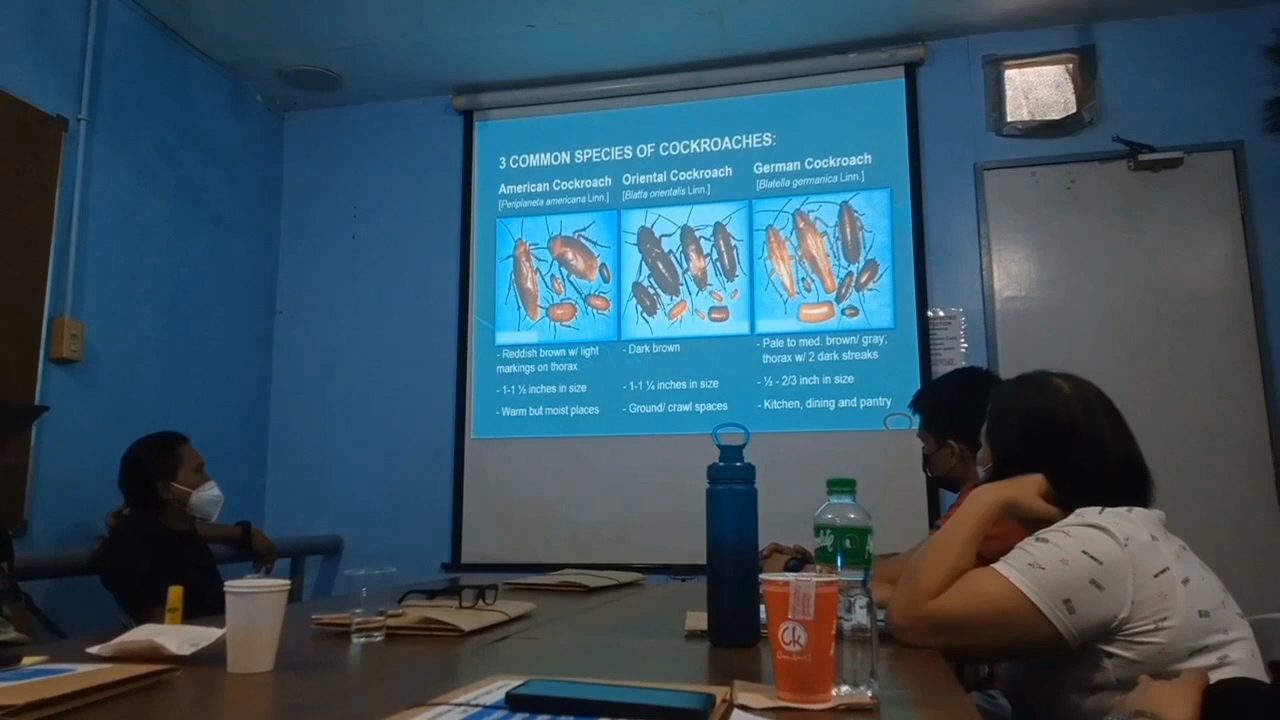 3 COMMON SPECIES OF COCKROACHES:
American Cockroach
[Periplaneta americana Linn.]
Oriental Cockroach
[Blatta orientalis Linn.]
German Cockroach
[Blatella germanica Linn.]
- Reddish brown w/ light
markings on thorax
- 1-1 ½ inches in size
- Warm but moist places
- Dark brown
- 1-1 ¼ inches in size
- Ground/ crawl spaces
- Pale to med. brown/ gray;
thorax w/ 2 dark streaks
- ½ - 2/3 inch in size
- Kitchen, dining and pantry
ck